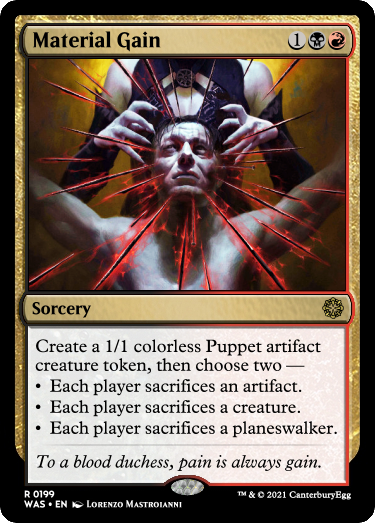 Material Gain 1
Sorcery
Create a 1/1 colorless Puppet artifact
creature token, then choose two —
• Each player sacrifices an artifact.
• Each player sacrifices a creature.
• Each player sacrifices a planeswalker.
To a blood duchess, pain is always gain.
R 0199
WAS • EN LORENZO MASTROIANNI
™ & © 2021 CanterburyEgg